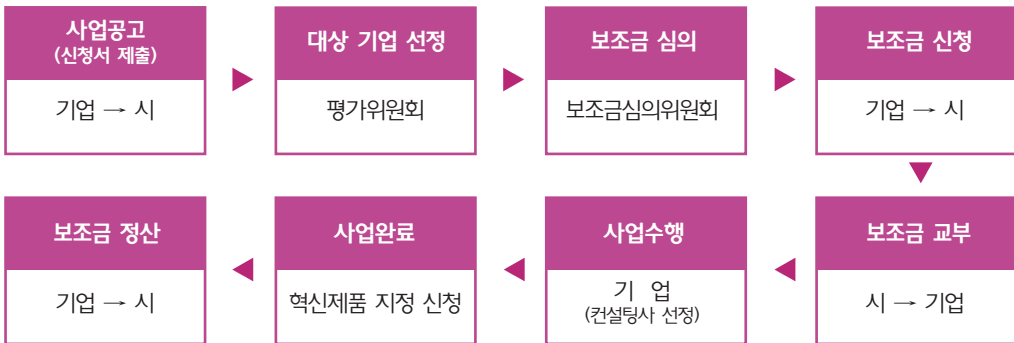 사업공고
(신청서 제출)
기업 → 시
대상 기업 선정
평가위원회
보조금 심의
보조금심의위원회
보조금 신청
기업 → 시
보조금 교부
시 → 기업
사업수행
기 업
(컨설팅사 선정)
사업완료
혁신제품 지정 신청
보조금 정산
기업 → 시